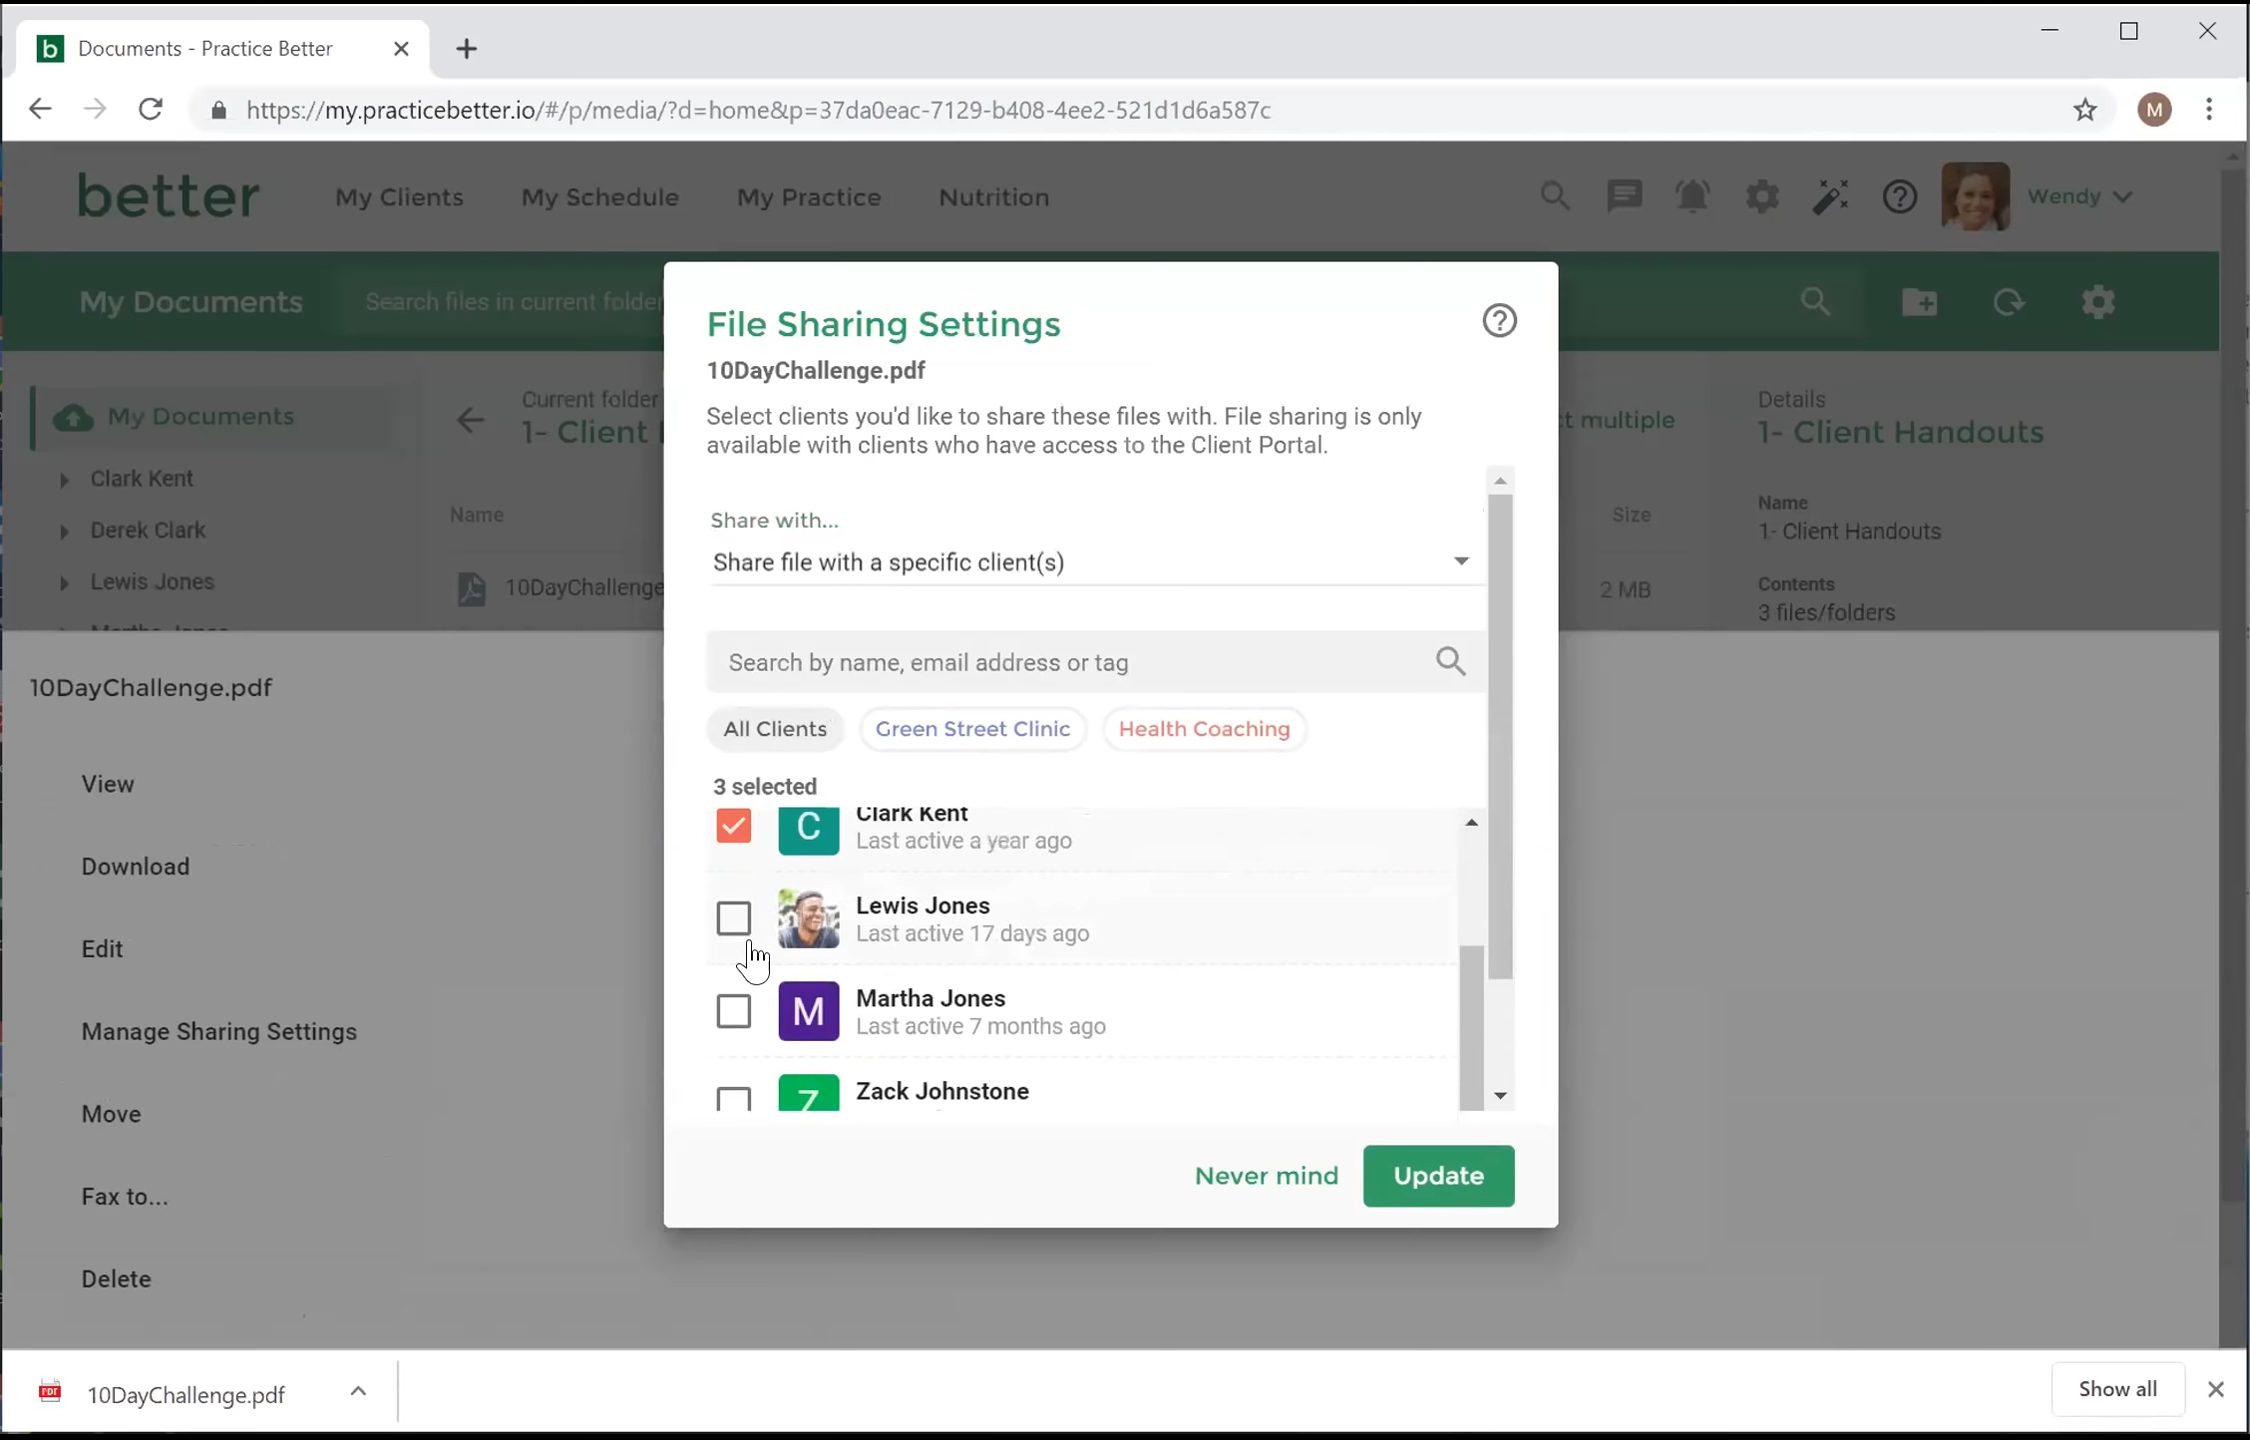 b Documents - Practice Better
https://my.practicebetter.io/#/p/media/?d=home&p=37da0eac-7129-b408-4ee2-521d1d6a587c
M
better My Clients My Schedule My Practice Nutrition Wendy
My Documents Search files in current folder
My Documents
Clark Kent
Derek Clark
Lewis Jones
Martha Jones
Current folder
1- Client
Name
10DayChallenge
t multiple
Size
2 MB
Details
1- Client Handouts
Name
1- Client Handouts
Contents
3 files/folders
File Sharing Settings
10DayChallenge.pdf
Select clients you'd like to share these files with. File sharing is only
available with clients who have access to the Client Portal.
Share with...
Share file with a specific client(s)
Search by name, email address or tag
All Clients Green Street Clinic Health Coaching
3 selected
C Clark Kent
Last active a year ago
Lewis Jones
Last active 17 days ago
M Martha Jones
Last active 7 months ago
Z Zack Johnstone
Never mind Update
10DayChallenge.pdf
View
Download
Edit
Manage Sharing Settings
Move
Fax to...
Delete
PDF 10DayChallenge.pdf
Show all